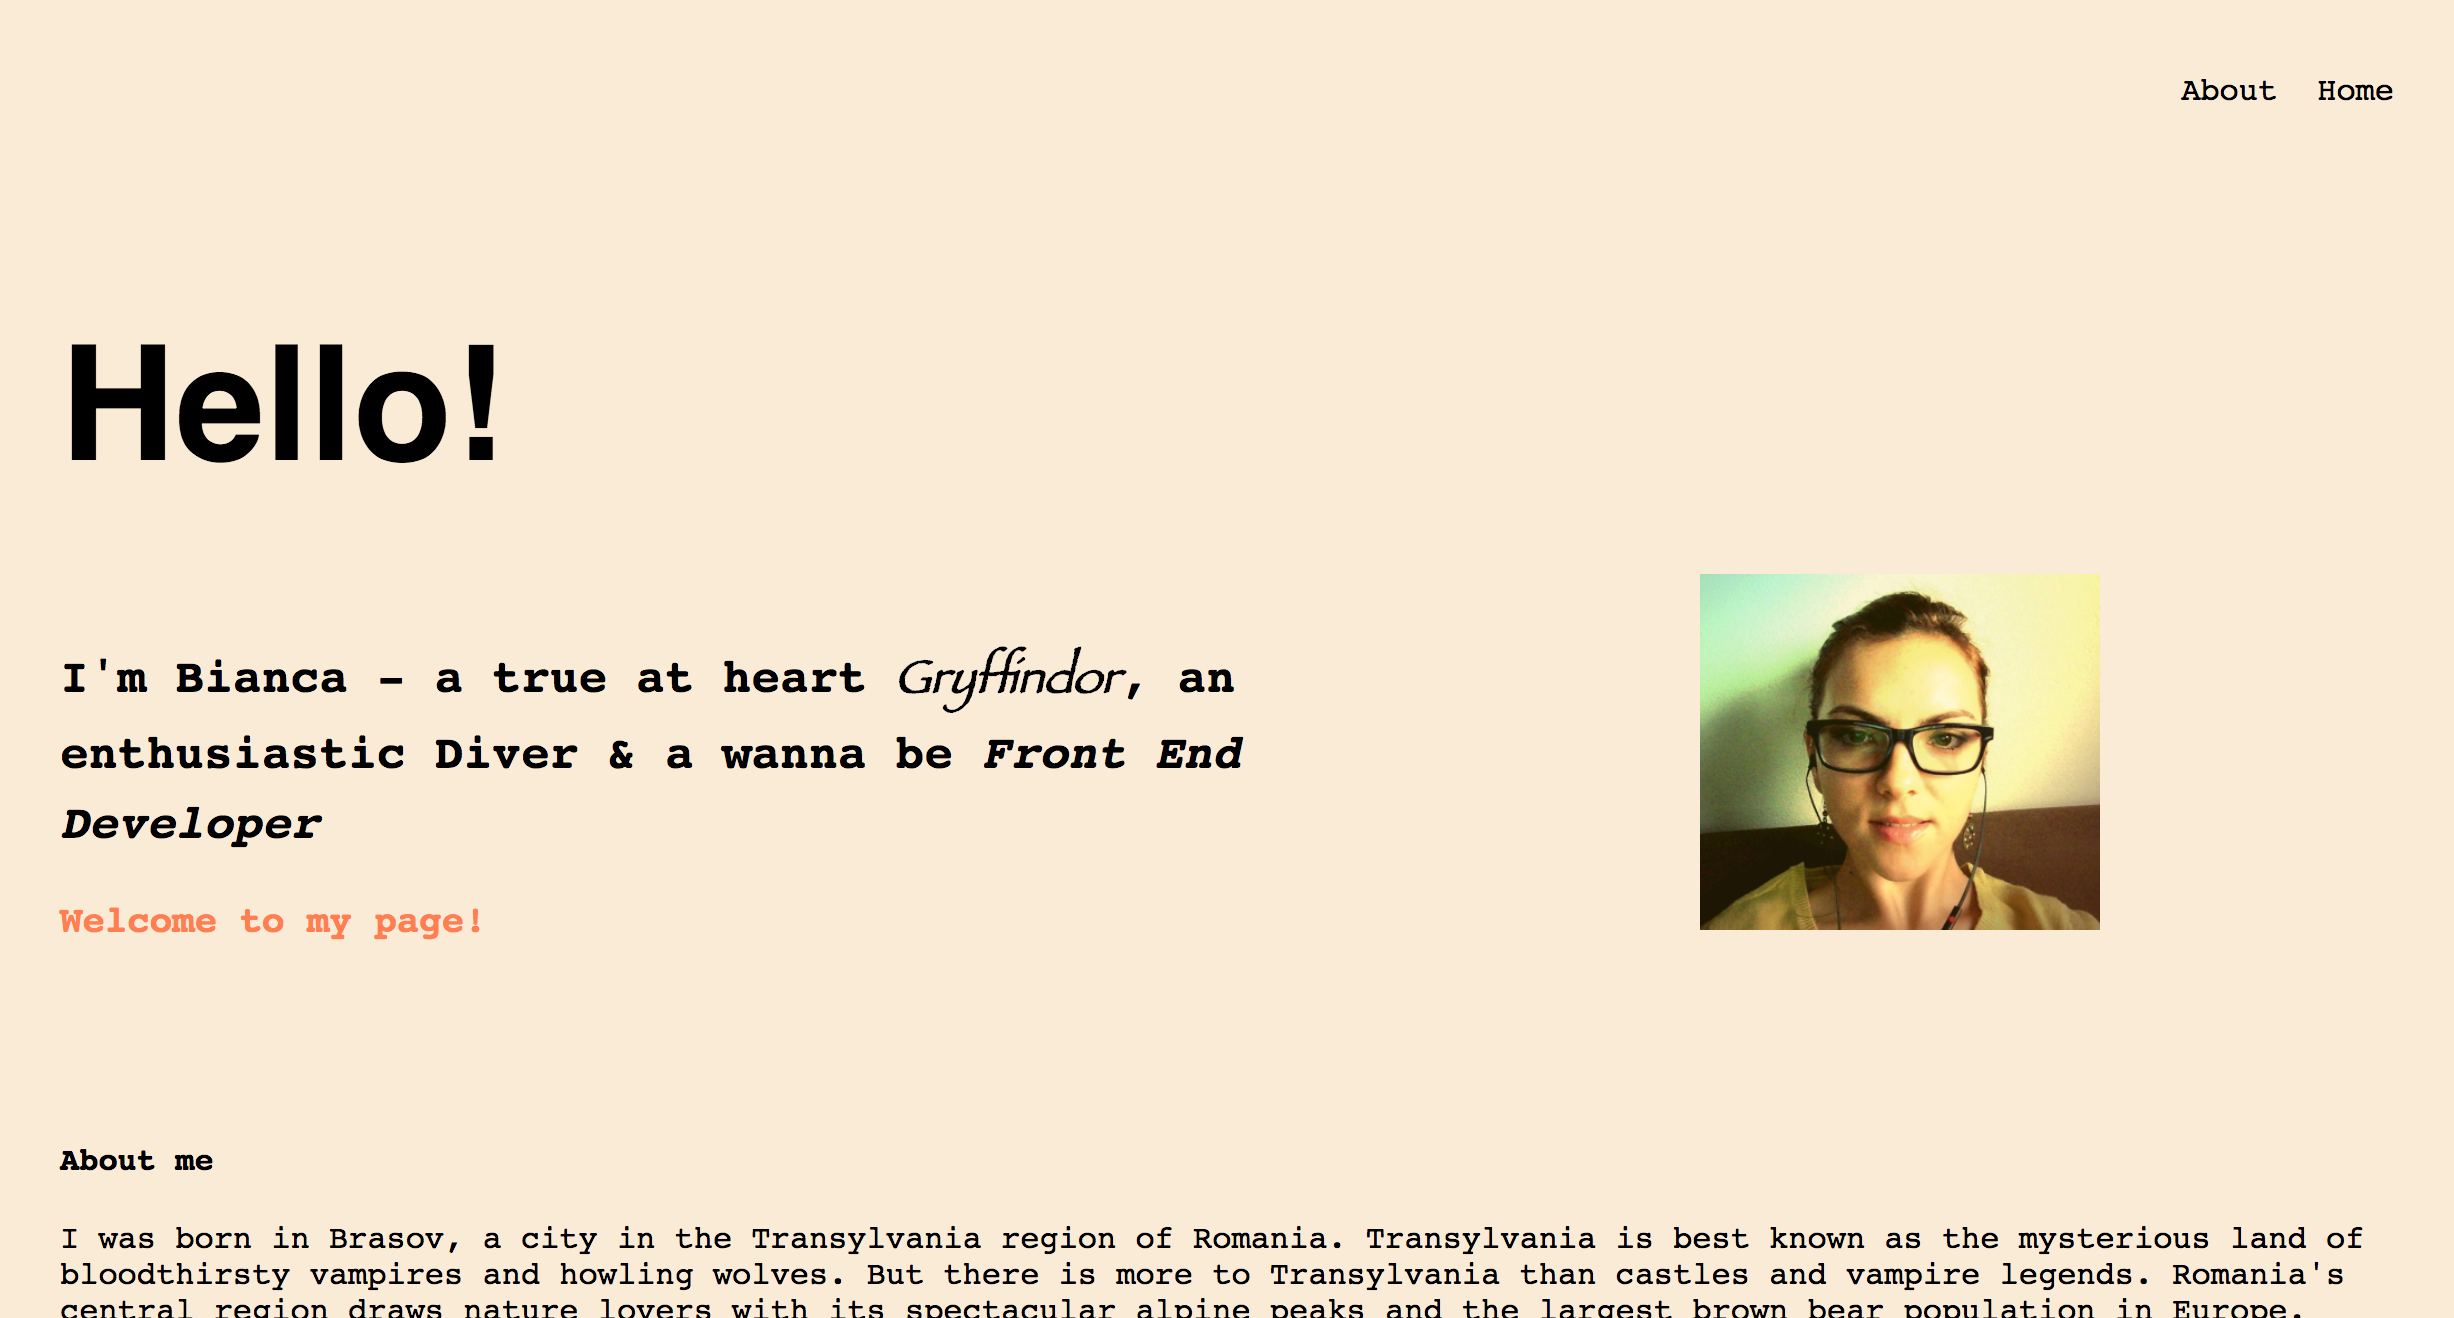 About Home
Hello!
I'm Bianca – a true at heart Gryffindor, an
enthusiastic Diver & a wanna be Front End
Developer
Welcome to my page!
About me
I was born in Brasov, a city in the Transylvania region of Romania. Transylvania is best known as the mysterious land of
bloodthirsty vampires and howling wolves. But there is more to Transylvania than castles and vampire legends. Romania's
central region draws nature lovers with its spectacular alpine peaks and the largest brown bear population in Europe.